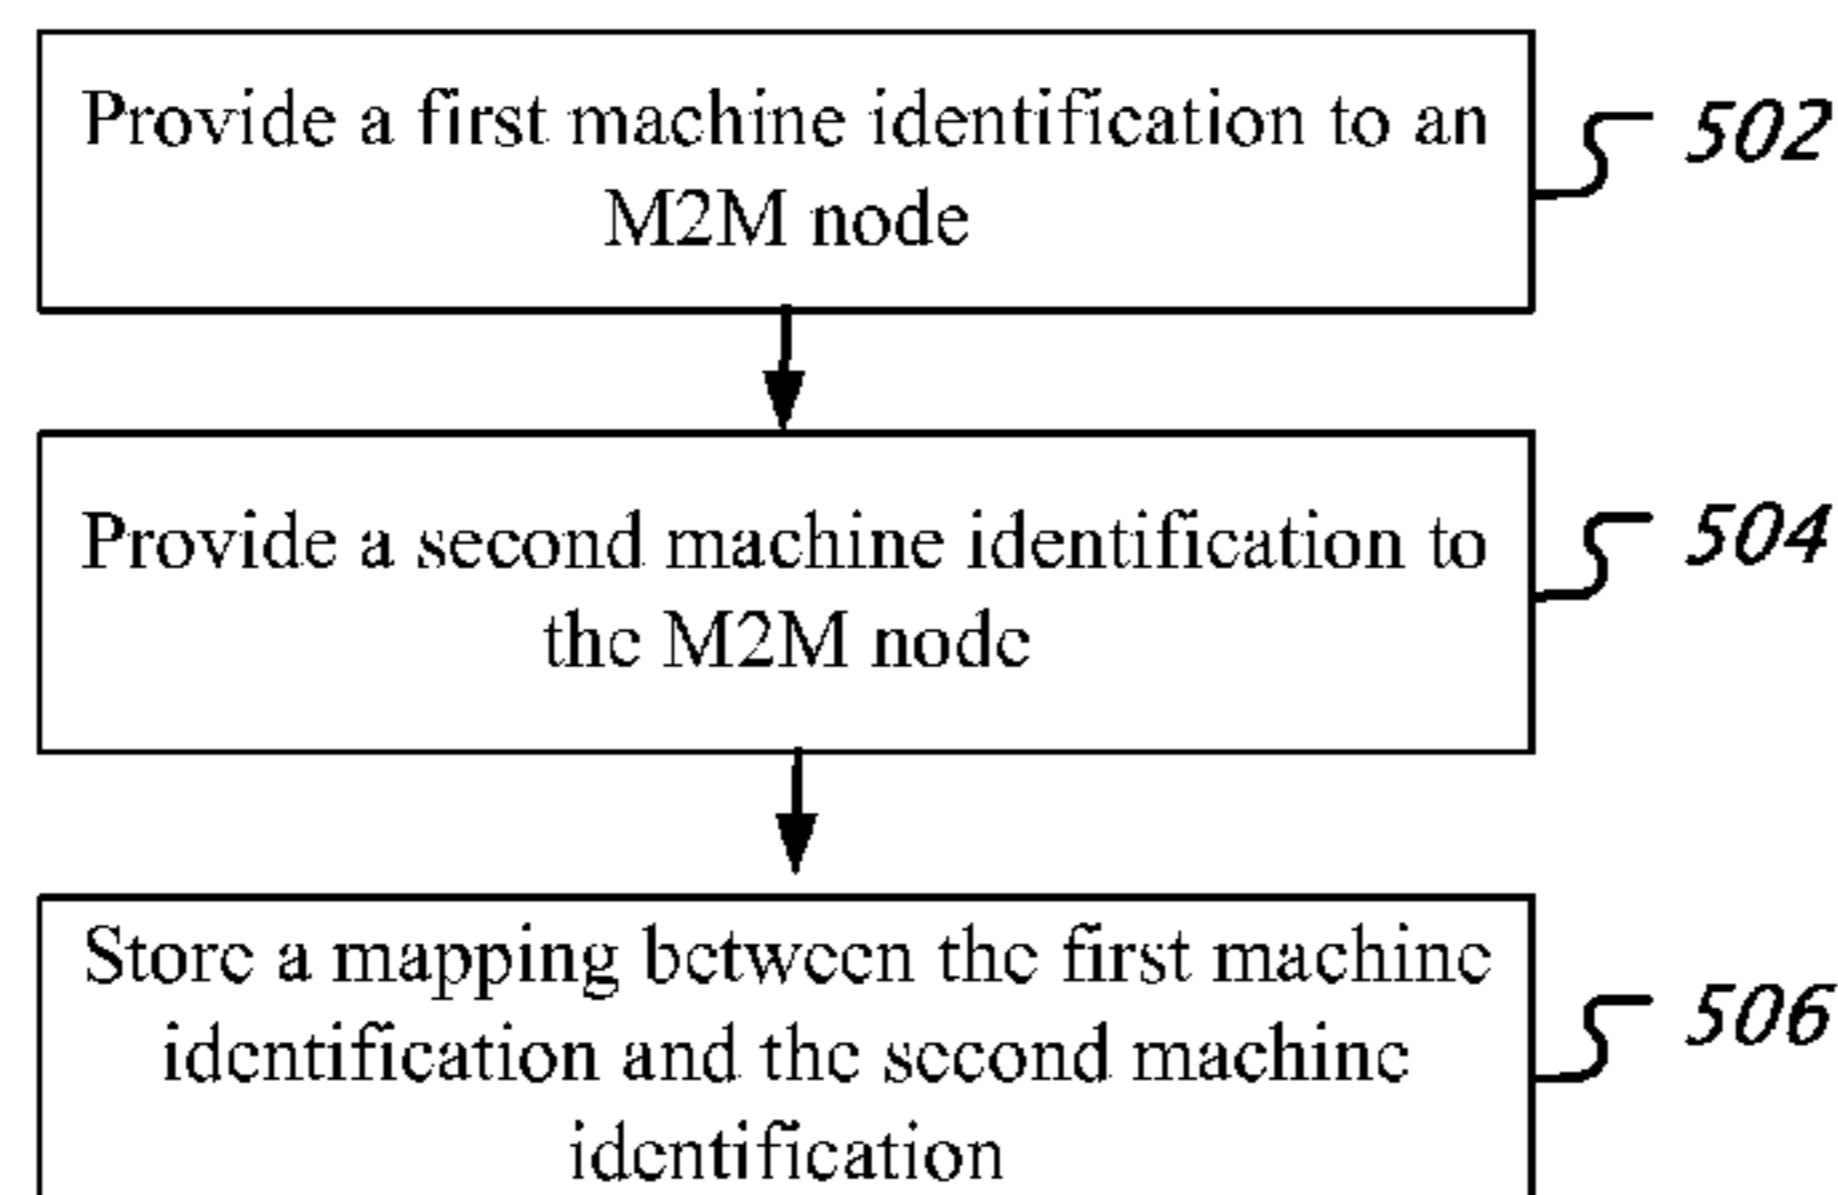 Provide a first machine identification to an
M2M node
502
Provide a second machine identification to
the M2M node
504
Store a mapping between the first machine
identification and the second machine
identification
506